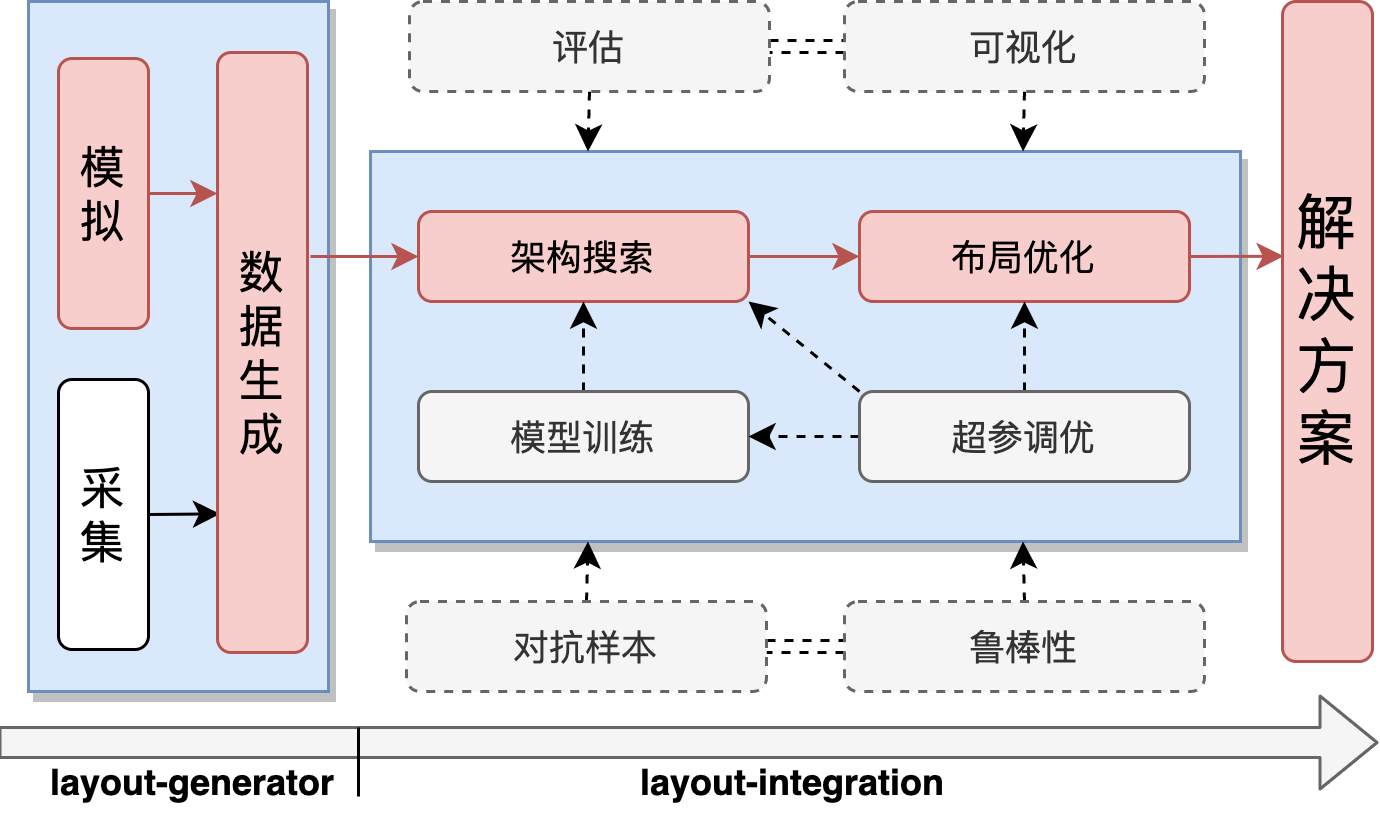 模拟
采集
数据生成
评估
可视化
架构搜索
布局优化
模型训练
超参调优
对抗样本
鲁棒性
解决方案
layout-generator
layout-integration